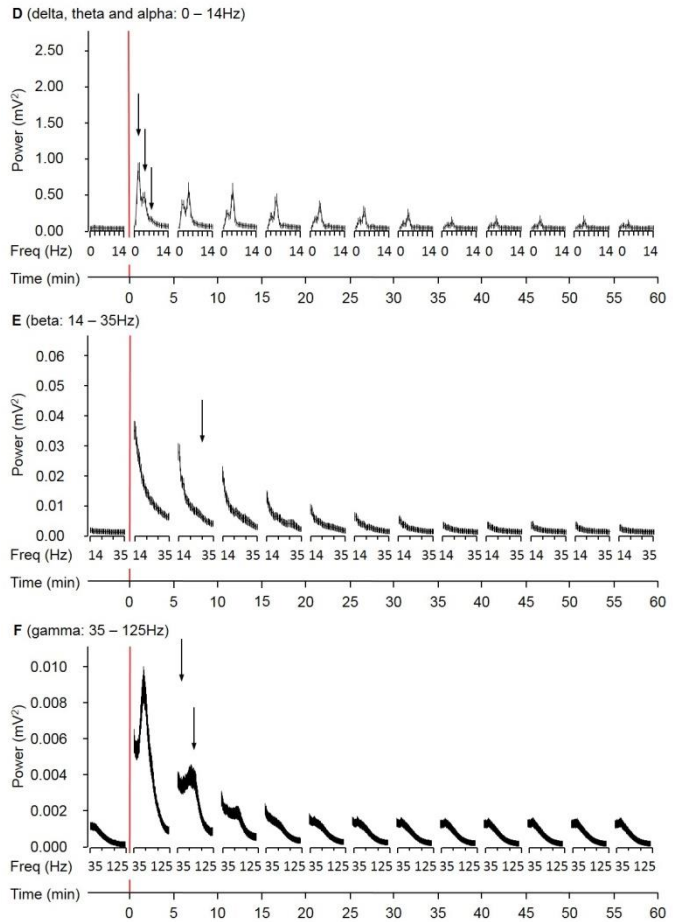 D (delta, theta and alpha: 0 – 14Hz)
Power (mV²)
2.50
2.00
1.50
1.00
0.50
0.00
Freq (Hz) 0 14 0 14 0 14 0 14 0 14 0 14 0 14 0 14 0 14 0 14 0 14 0 14 0 14
Time (min)
0 5 10 15 20 25 30 35 40 45 50 55 60
E (beta: 14 – 35Hz)
Power (mV²)
0.06
0.05
0.04
0.03
0.02
0.01
0.00
Freq (Hz) 14 35 14 35 14 35 14 35 14 35 14 35 14 35 14 35 14 35 14 35 14 35 14 35 14 35
Time (min)
0 5 10 15 20 25 30 35 40 45 50 55 60
F (gamma: 35 – 125Hz)
Power (mV²)
0.010
0.008
0.006
0.004
0.002
0.000
Freq (Hz) 35 125 35 125 35 125 35 125 35 125 35 125 35 125 35 125 35 125 35 125 35 125 35 125 35 125
Time (min)
0 5 10 15 20 25 30 35 40 45 50 55 60